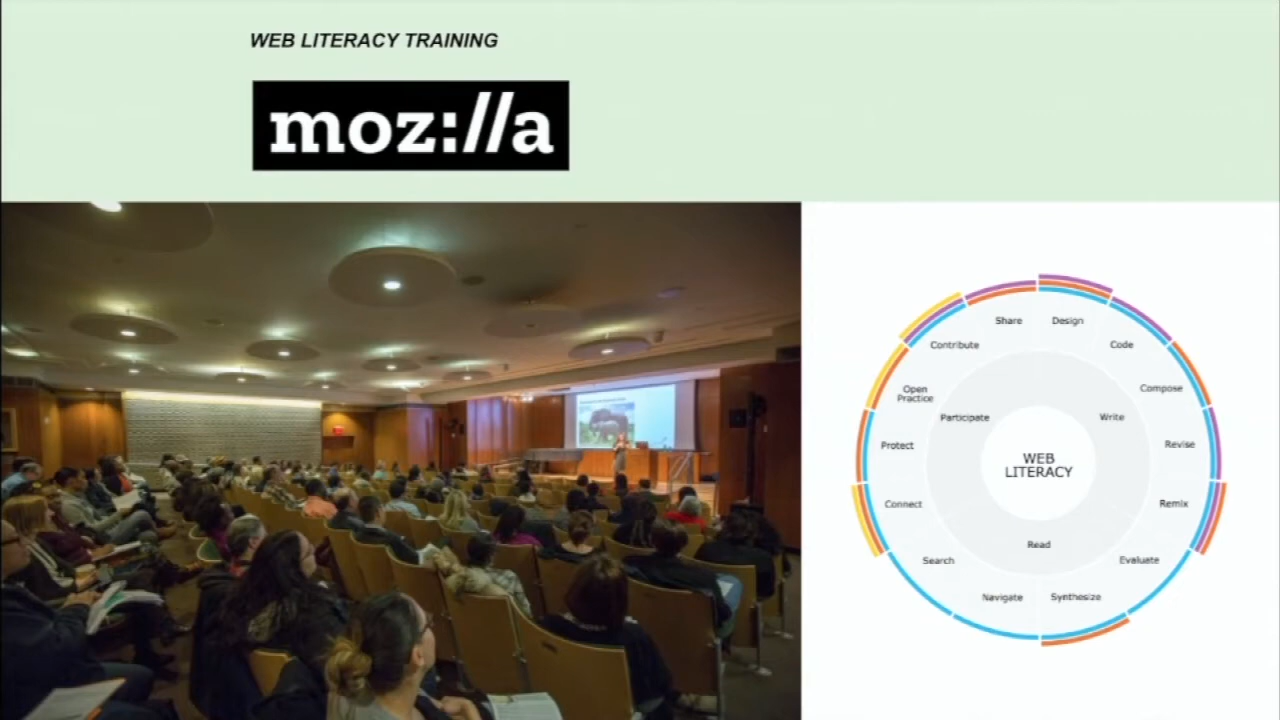 WEB LITERACY TRAINING
moz://a
Share
Design
Contribute
Code
Open
Practice
Compose
Participate
Write
Protect
Revise
WEB
LITERACY
Connect
Remix
Read
Search
Evaluate
Navigate
Synthesize